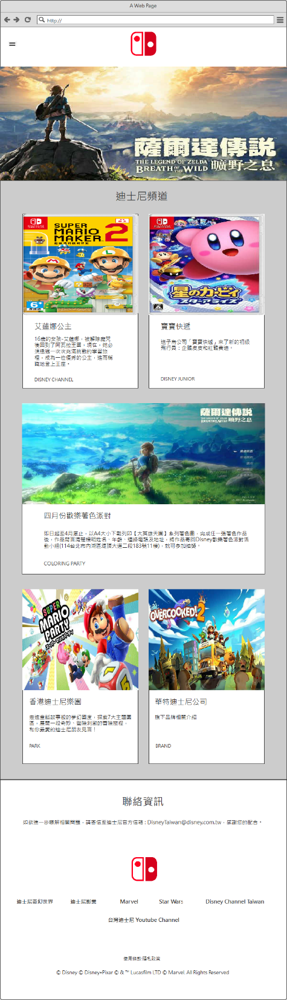 A Web Page
http://
薩爾達傳說
THE LEGEND OF ZELDA
BREATH OF THE WILD 曠野之息
迪士尼頻道
SUPER
MARIO
MAKER 2
星のカービィ
スターアライズ
艾蓮娜公主
寶寶快遞
16歲的女孩-艾蓮娜，被解除魔咒
後回到了阿瓦拉王國，現在，她必
須透過一次次充滿挑戰的學習旅
程，成為一位優秀的公主，進而稱
職地登上王座。
送子鳥公司「寶寶快遞」來了新的初級
飛行員：企鵝皮皮和紅鶴費迪。
DISNEY CHANNEL
DISNEY JUNIOR
薩爾達傳說
THE LEGEND OF ZELDA
BREATH OF THE WILD 曠野之息
四月份歡樂著色派對
即日起至4月底止，以A4大小下載列印【大英雄天團】系列著色圖，完成任一張著色作品
後，作品背面清楚標明姓名、年齡、連絡電話及地址，將作品寄回Disney歡樂著色派對活
動小組(114台北市內湖區堤頂大道二段183號11樓)，就可參加抽獎。
COLORING PARTY
SUPER
MARIO
PARTY
スーパー マリオパーティ
OVERCOOKED! 2
香港迪士尼樂園
華特迪士尼公司
走進童話故事般的夢幻國度，探索7大主題園
區，展開一段奇妙、冒險刺激的冒險旅程，
和你最愛的迪士尼朋友見面！
旗下品牌相關介紹
PARK
BRAND
聯絡資訊
如欲進一步瞭解相關問題，請寄信至迪士尼官方信箱 : DisneyTaiwan@disney.com.tw，感謝您的配合。
迪士尼奇幻世界 迪士尼影業 Marvel Star Wars Disney Channel Taiwan
台灣迪士尼 Youtube Channel
使用條款·隱私政策
© Disney © Disney•Pixar © & ™ Lucasfilm LTD © Marvel. All Rights Reserved